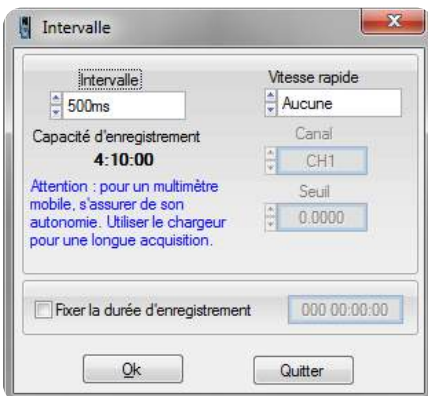 Intervalle
Intervalle
500ms
Capacité d'enregistrement
4:10:00
Attention : pour un multimètre
mobile, s'assurer de son
autonomie. Utiliser le chargeur
pour une longue acquisition.
Vitesse rapide
Aucune
Canal
CH1
Seuil
0.0000
Fixer la durée d'enregistrement
000 00:00:00
Ok
Quitter